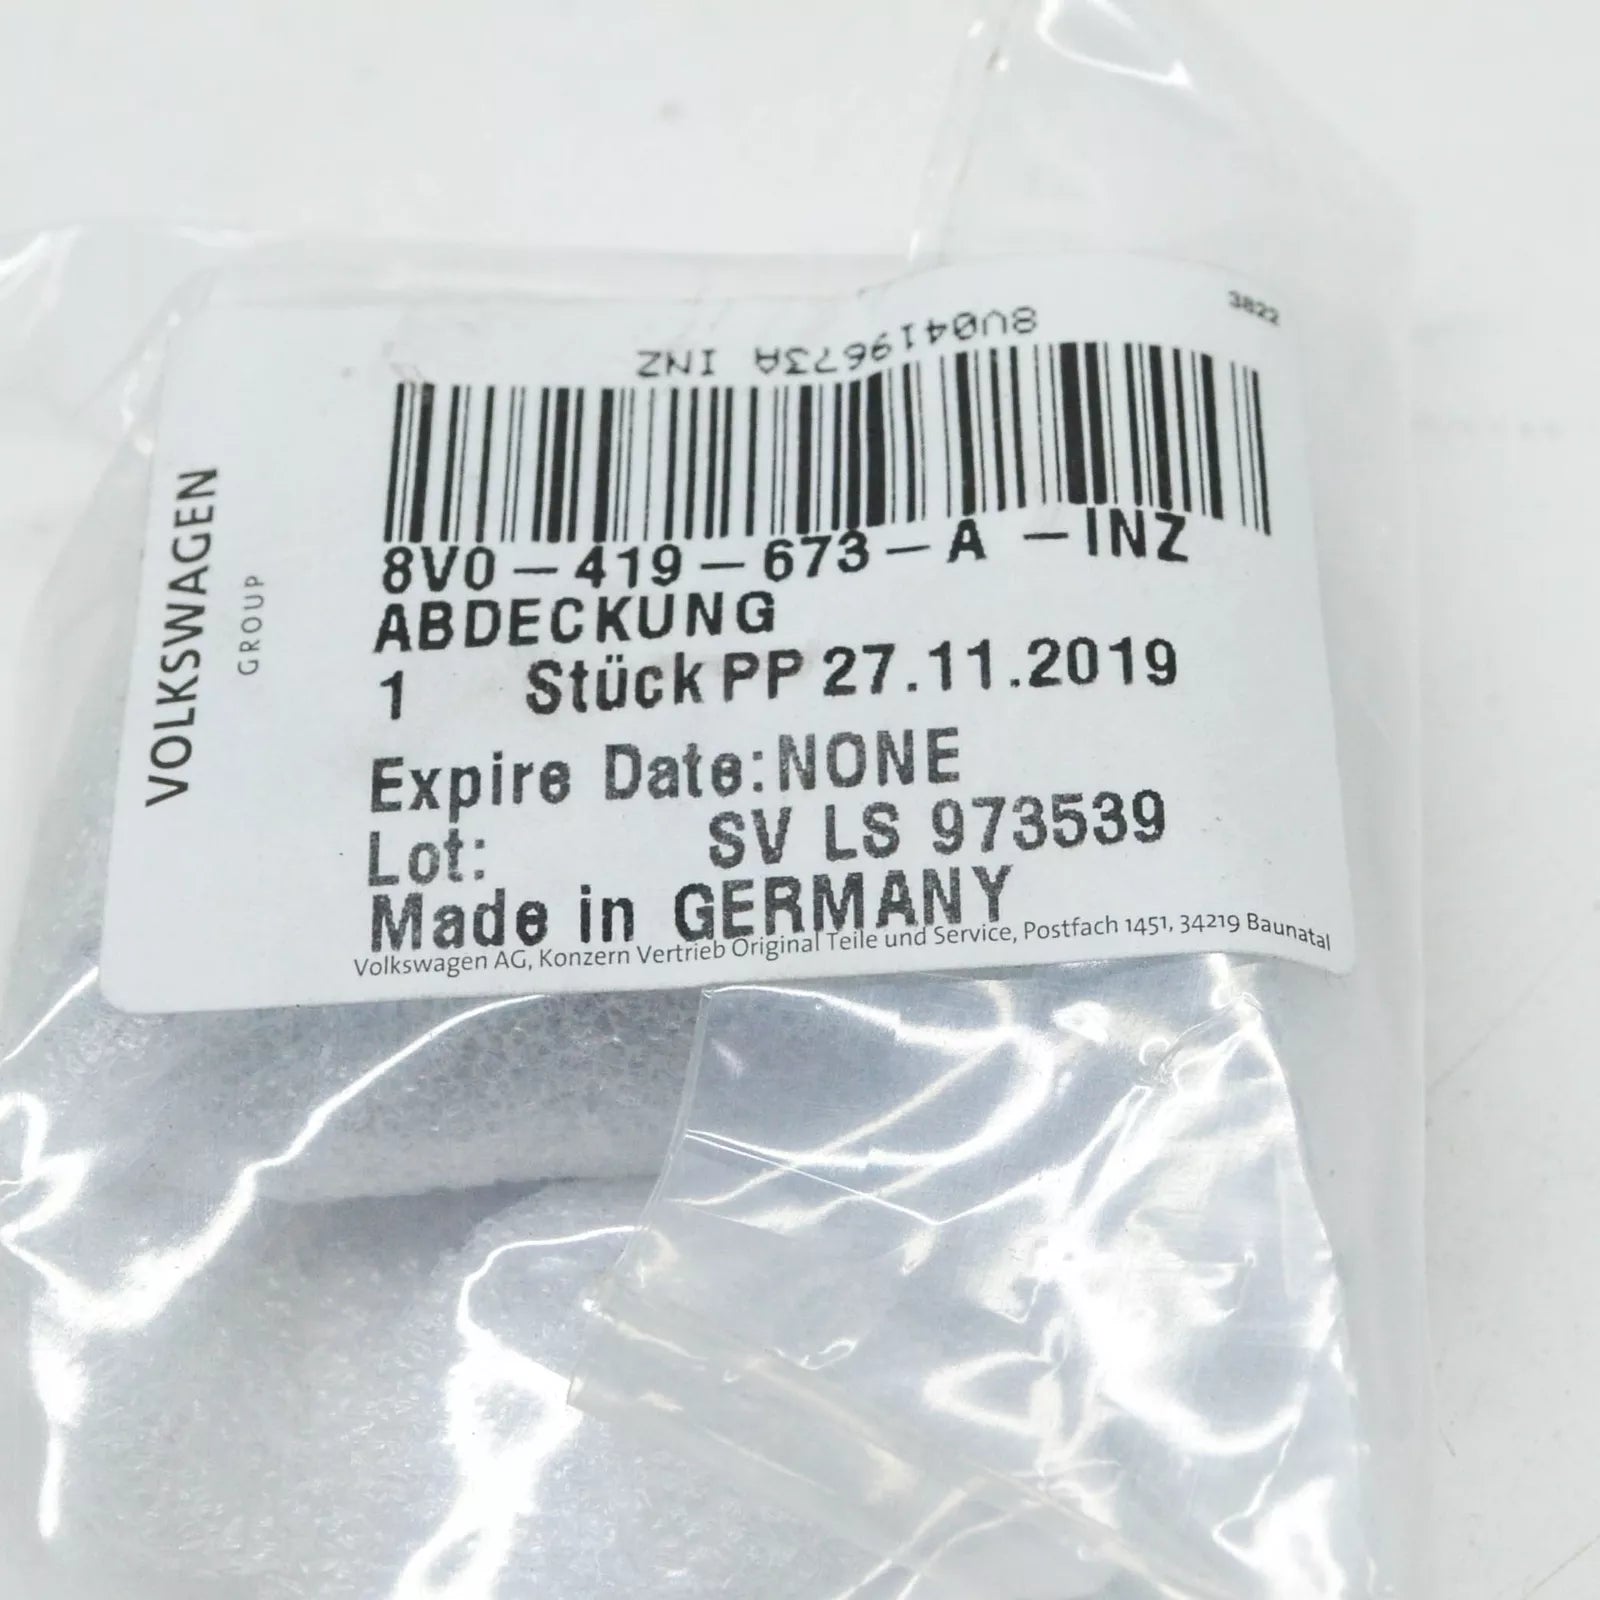 3822
8V0419673A INZ
8V0-419-673-A -INZ
ABDECKUNG
1 Stück PP 27.11.2019
Expire Date:NONE
Lot: SV LS 973539
Made in GERMANY
Volkswagen AG, Konzern Vertrieb Original Teile und Service, Postfach 1451, 34219 Baunatal
VOLKSWAGEN
GROUP